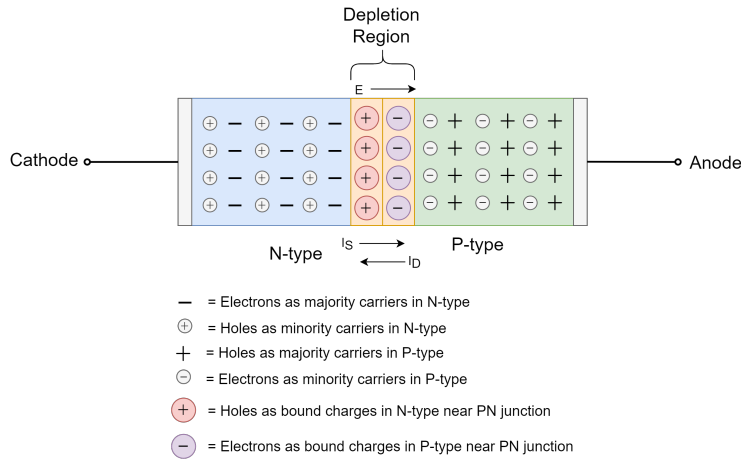 Depletion
Region
E
Cathode
Anode
N-type
I_S
I_D
P-type
= Electrons as majority carriers in N-type
= Holes as minority carriers in N-type
= Holes as majority carriers in P-type
= Electrons as minority carriers in P-type
= Holes as bound charges in N-type near PN junction
= Electrons as bound charges in P-type near PN junction